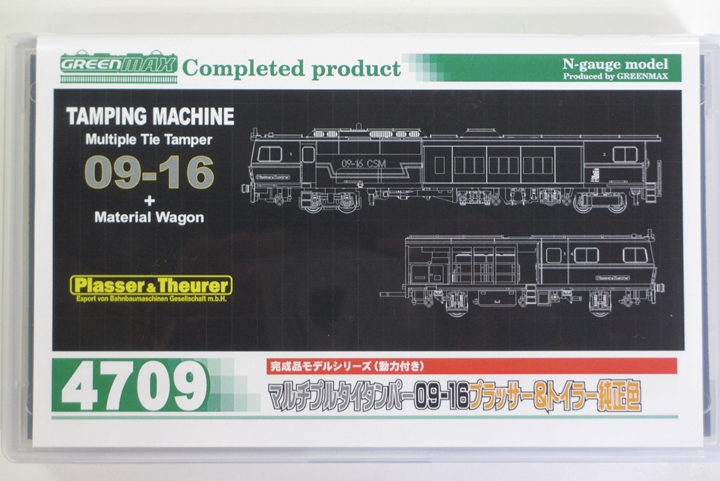 GREENMAX Completed product
N-gauge model
Produced by GREENMAX
TAMPING MACHINE
Multiple Tie Tamper
09-16
+
Material Wagon
09-16 CSM
Plasser & Theurer
Export von Bahnbaumaschinen Gesellschaft m.b.H.
4709
完成品モデルシリーズ(動力付き)
マルチプルタイタンパー09-16プラッサー&トイラー純正色